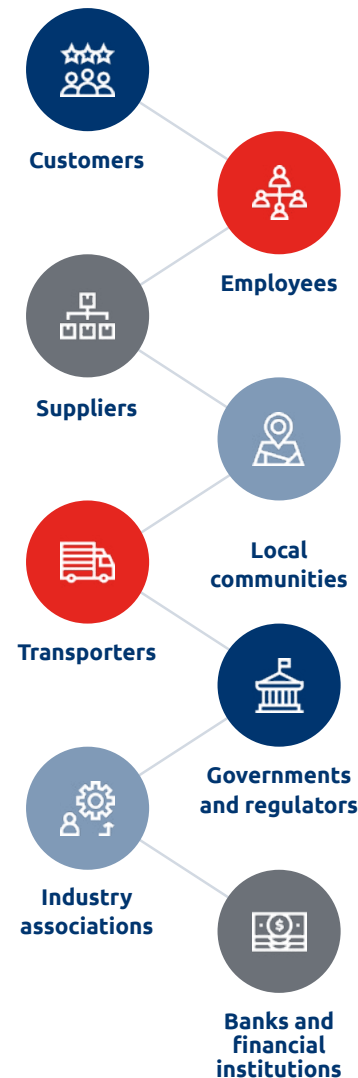 Customers
Employees
Suppliers
Local
communities
Transporters
Governments
and regulators
Industry
associations
Banks and
financial
institutions